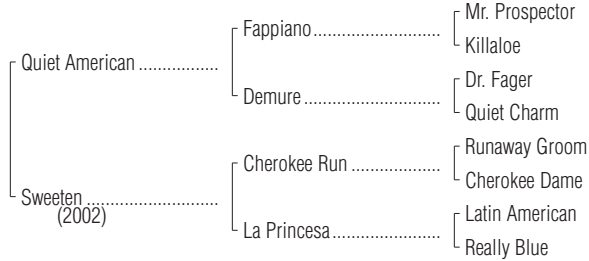 Mr. Prospector
Fappiano
Killaloe
Quiet American
Dr. Fager
Demure
Quiet Charm
Runaway Groom
Cherokee Run
Cherokee Dame
Sweeten
(2002)
Latin American
La Princesa
Really Blue